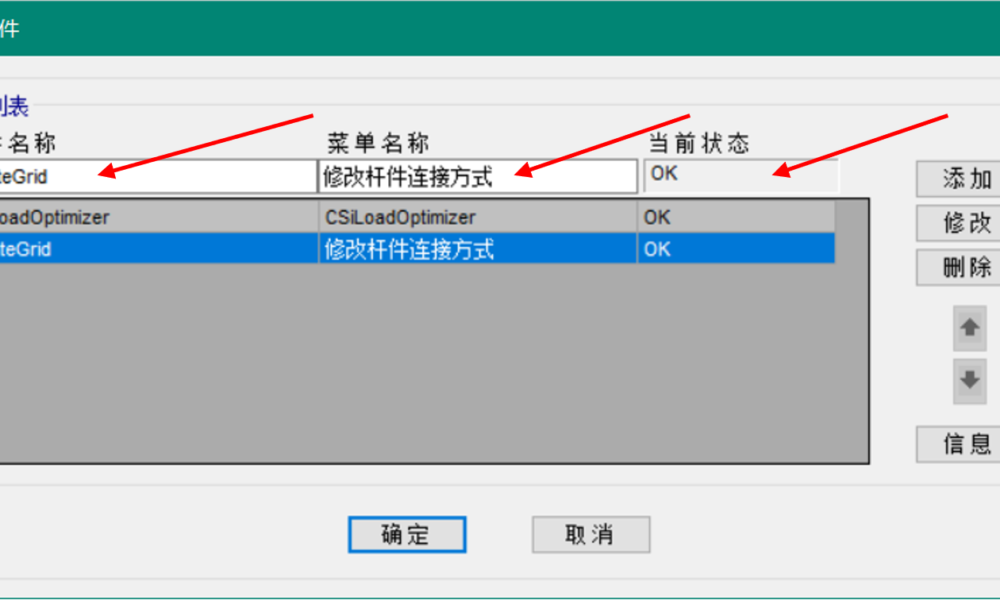 件
列表
名称 菜单名称 当前状态
teGrid 修改杆件连接方式 OK
添加
oadOptimizer CSiLoadOptimizer OK
修改
teGrid 修改杆件连接方式 OK
删除
信息
确定 取消